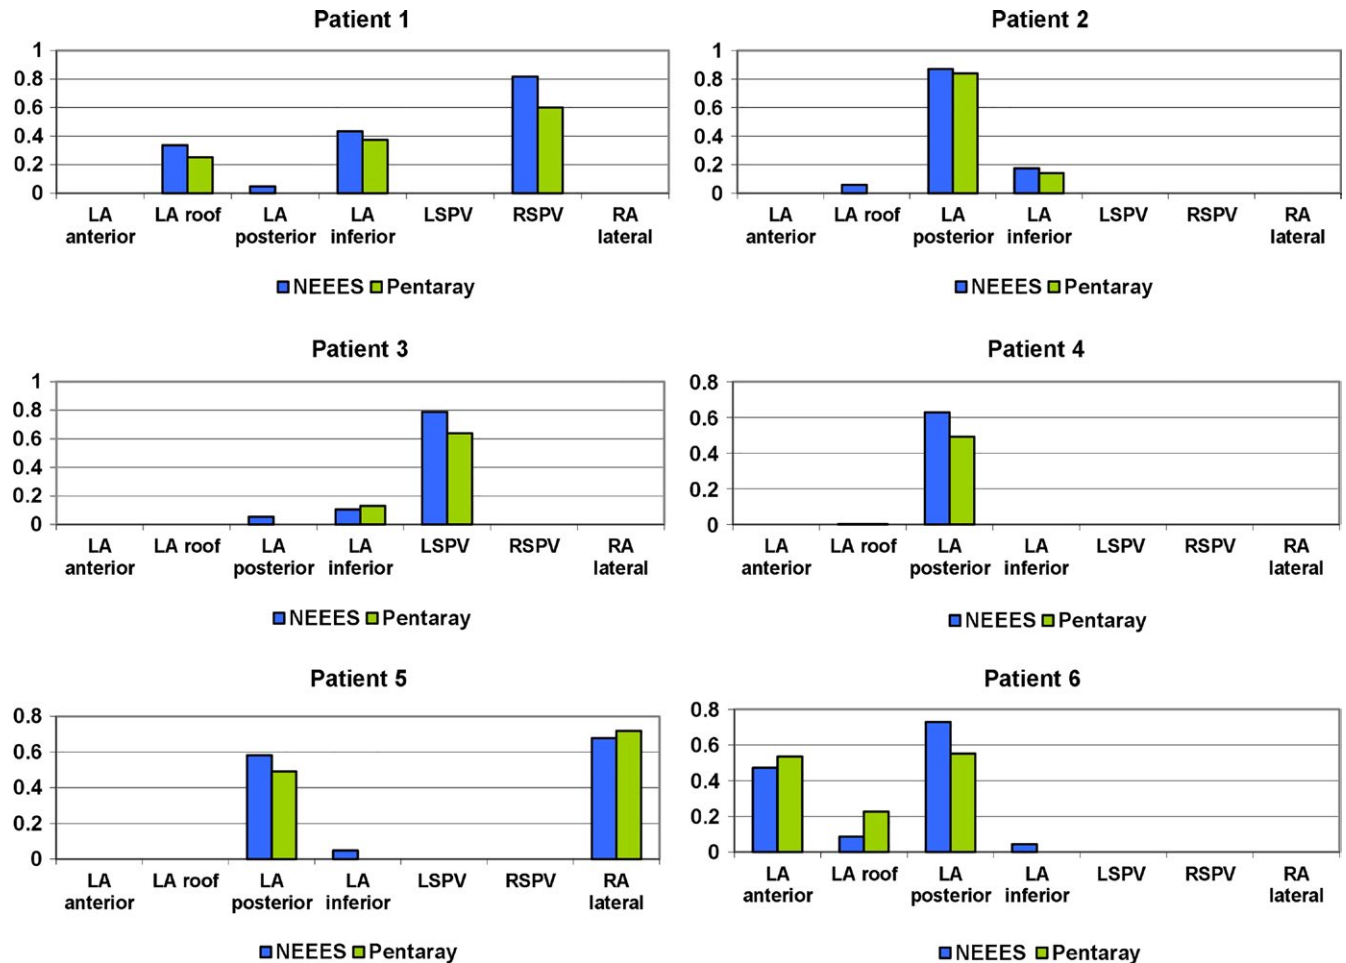 Patient 1
1
0.8
0.6
0.4
0.2
0
LA anterior
LA roof
LA posterior
LA inferior
LSPV
RSPV
RA lateral
NEEES Pentaray
Patient 2
1
0.8
0.6
0.4
0.2
0
LA anterior
LA roof
LA posterior
LA inferior
LSPV
RSPV
RA lateral
NEEES Pentaray
Patient 3
1
0.8
0.6
0.4
0.2
0
LA anterior
LA roof
LA posterior
LA inferior
LSPV
RSPV
RA lateral
NEEES Pentaray
Patient 4
0.8
0.6
0.4
0.2
0
LA anterior
LA roof
LA posterior
LA inferior
LSPV
RSPV
RA lateral
NEEES Pentaray
Patient 5
0.8
0.6
0.4
0.2
0
LA anterior
LA roof
LA posterior
LA inferior
LSPV
RSPV
RA lateral
NEEES Pentaray
Patient 6
0.8
0.6
0.4
0.2
0
LA anterior
LA roof
LA posterior
LA inferior
LSPV
RSPV
RA lateral
NEEES Pentaray